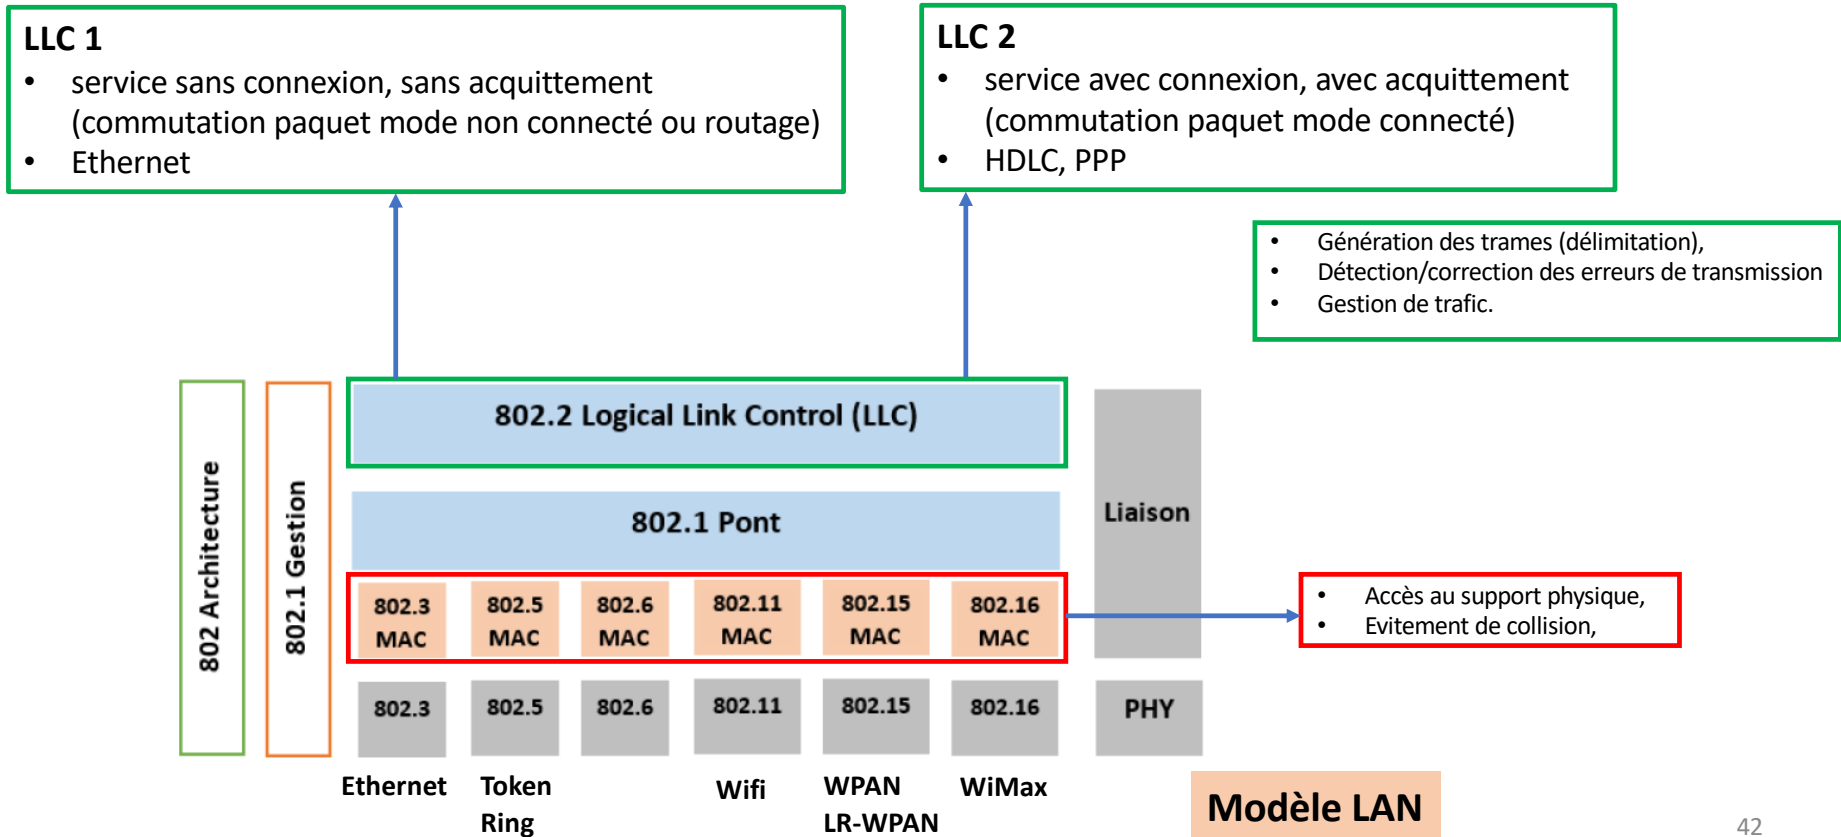 LLC 1
• service sans connexion, sans acquittement
(commutation paquet mode non connecté ou routage)
• Ethernet
LLC 2
• service avec connexion, avec acquittement
(commutation paquet mode connecté)
• HDLC, PPP
• Génération des trames (délimitation),
• Détection/correction des erreurs de transmission
• Gestion de trafic.
802 Architecture
802.1 Gestion
802.2 Logical Link Control (LLC)
802.1 Pont
Liaison
802.3
MAC
802.5
MAC
802.6
MAC
802.11
MAC
802.15
MAC
802.16
MAC
• Accès au support physique,
• Evitement de collision,
802.3
802.5
802.6
802.11
802.15
802.16
PHY
Ethernet
Token
Ring
Wifi
WPAN
LR-WPAN
WiMax
Modèle LAN
42